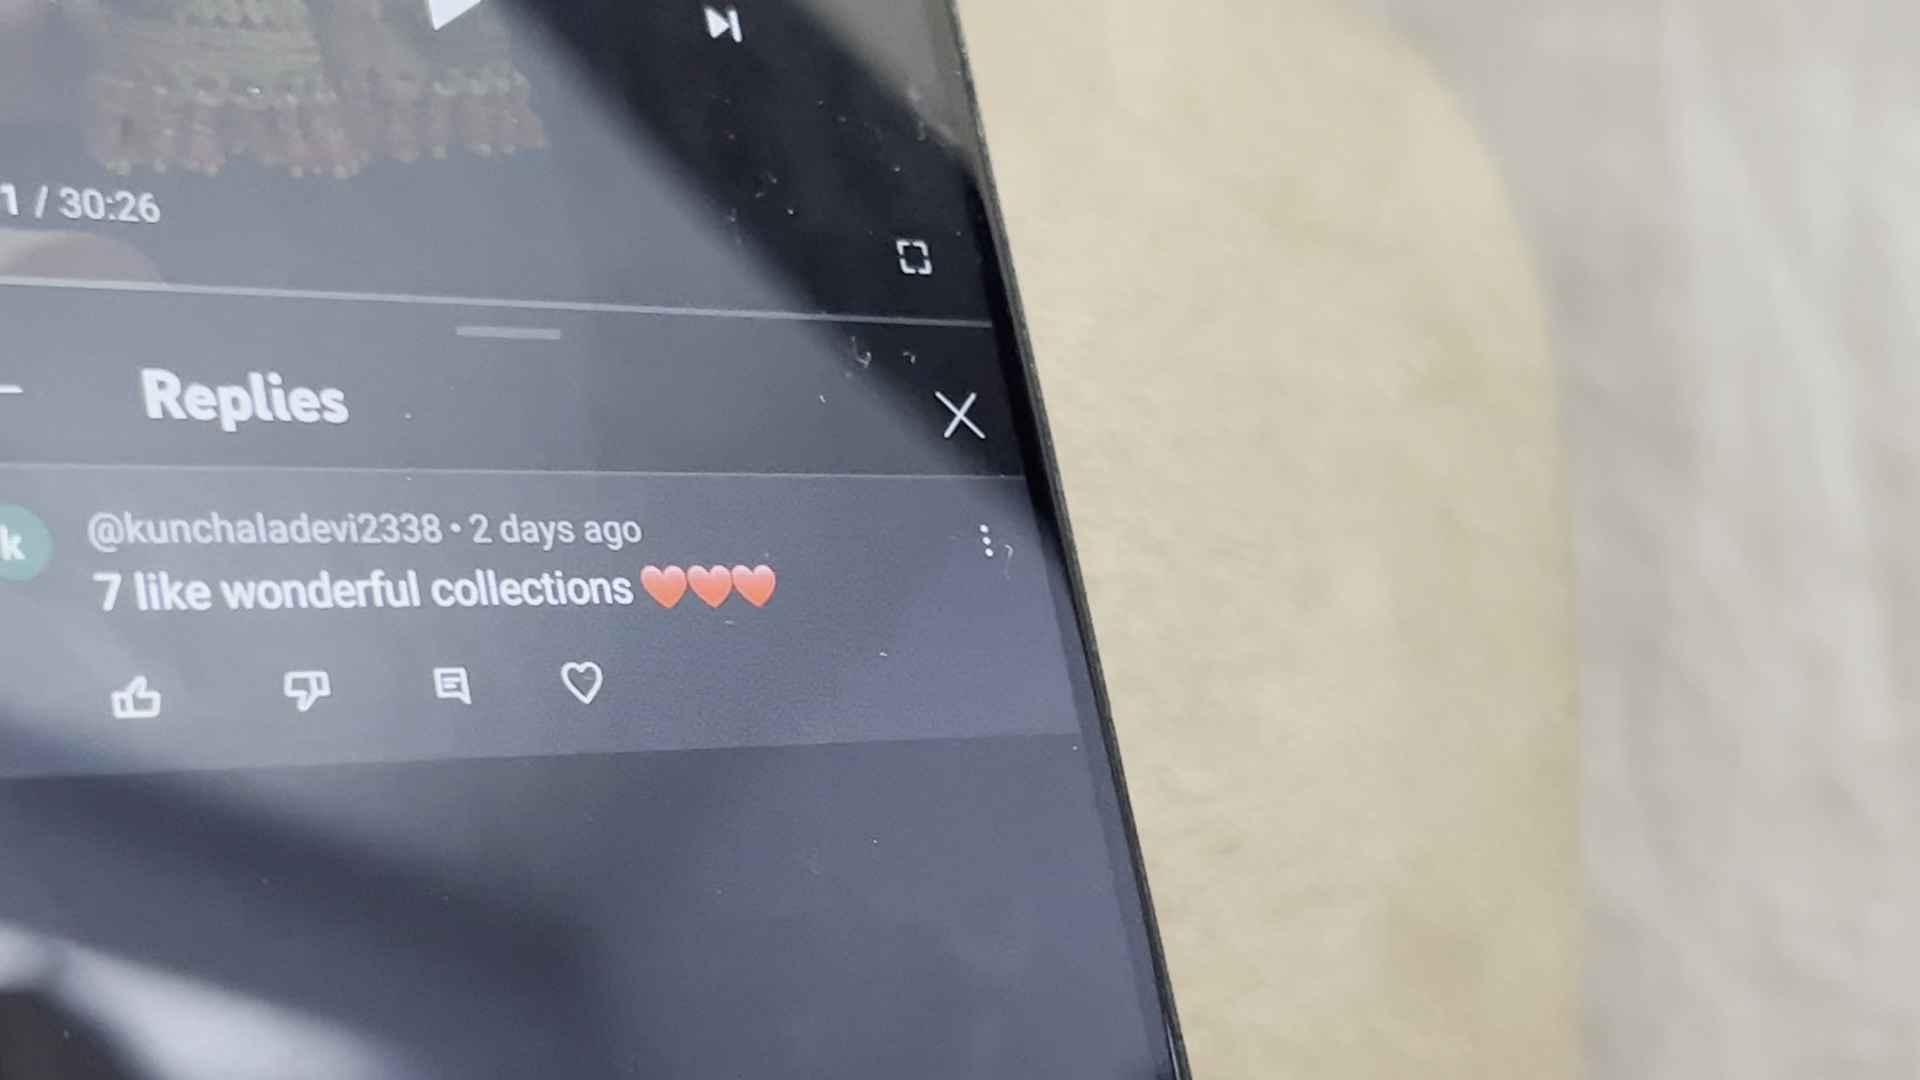 1 / 30:26
Replies
k
@kunchaladevi2338 • 2 days ago
7 like wonderful collections ❤️❤️❤️